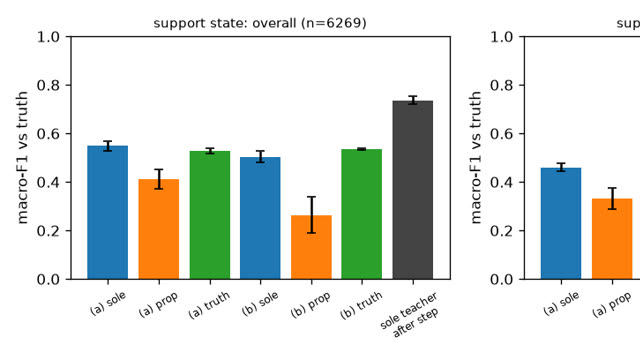 support state: overall (n=6269)
macro-F1 vs truth
1.0
0.8
0.6
0.4
0.2
0.0
(a) sole
(a) prop
(a) truth
(b) sole
(b) prop
(b) truth
sole teacher
after step
sup
macro-F1 vs truth
1.0
0.8
0.6
0.4
0.2
0.0
(a) sole
(a) prop